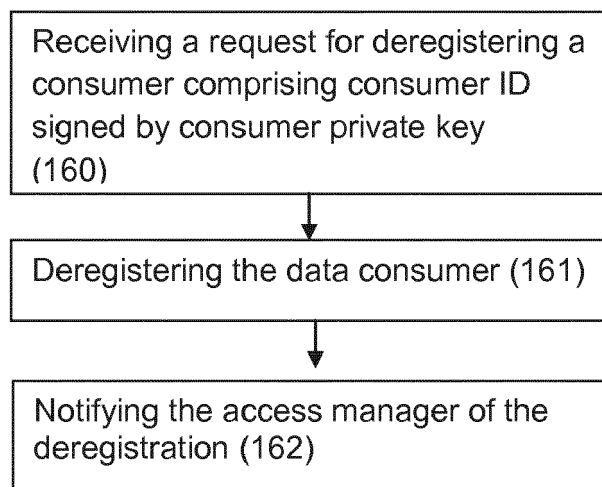 Receiving a request for deregistering a
consumer comprising consumer ID
signed by consumer private key
(160)
Deregistering the data consumer (161)
Notifying the access manager of the
deregistration (162)